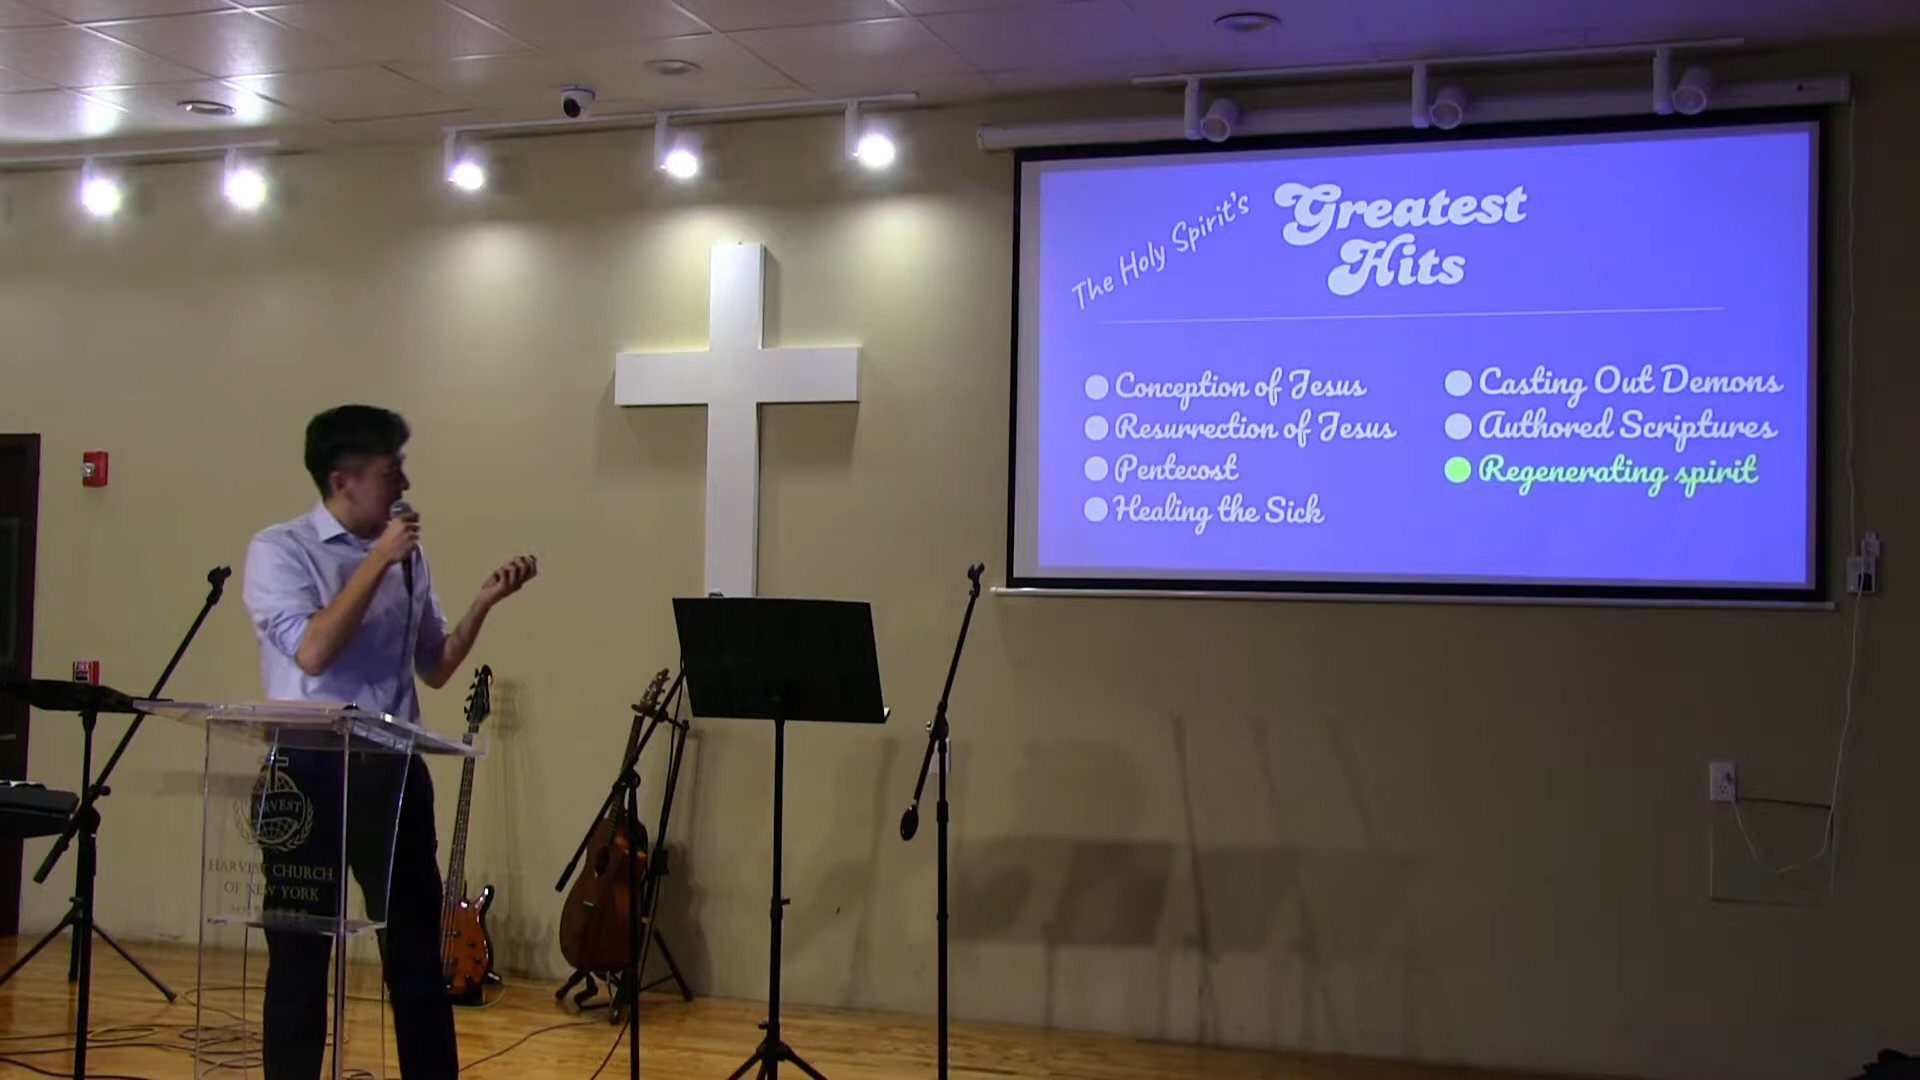 The Holy Spirit's
Greatest
Hits
Conception of Jesus
Resurrection of Jesus
Pentecost
Healing the Sick
Casting Out Demons
Authored Scriptures
Regenerating spirit
HARVEST
HARVEST CHURCH
OF NEW YORK